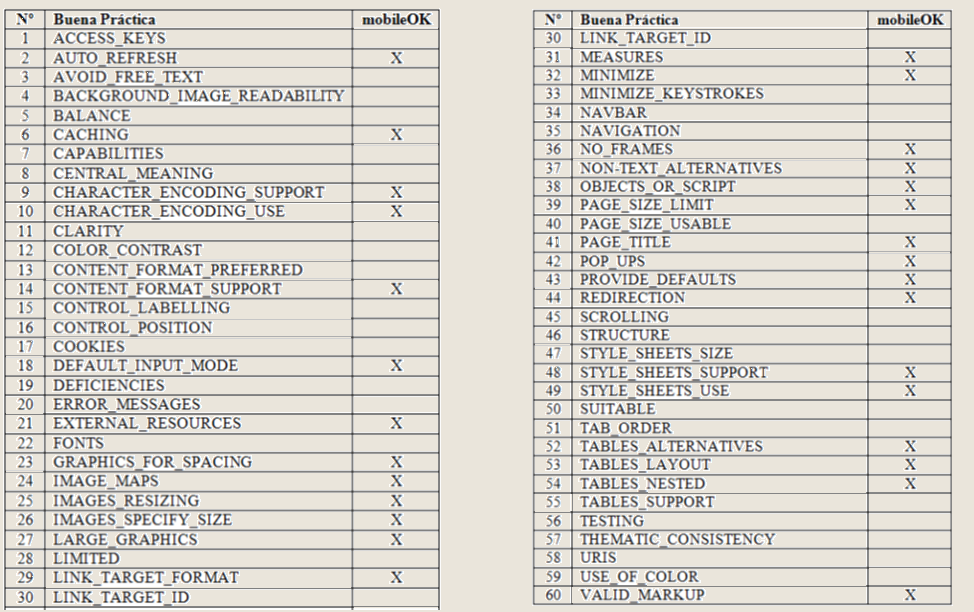 Nº Buena Práctica mobileOK
1 ACCESS_KEYS
2 AUTO_REFRESH X
3 AVOID_FREE_TEXT
4 BACKGROUND_IMAGE_READABILITY
5 BALANCE
6 CACHING X
7 CAPABILITIES
8 CENTRAL_MEANING
9 CHARACTER_ENCODING_SUPPORT X
10 CHARACTER_ENCODING_USE X
11 CLARITY
12 COLOR_CONTRAST
13 CONTENT_FORMAT_PREFERRED
14 CONTENT_FORMAT_SUPPORT X
15 CONTROL_LABELLING
16 CONTROL_POSITION
17 COOKIES
18 DEFAULT_INPUT_MODE X
19 DEFICIENCIES
20 ERROR_MESSAGES
21 EXTERNAL_RESOURCES X
22 FONTS
23 GRAPHICS_FOR_SPACING X
24 IMAGE_MAPS X
25 IMAGES_RESIZING X
26 IMAGES_SPECIFY_SIZE X
27 LARGE_GRAPHICS X
28 LIMITED
29 LINK_TARGET_FORMAT X
30 LINK_TARGET_ID
Nº Buena Práctica mobileOK
30 LINK_TARGET_ID
31 MEASURES X
32 MINIMIZE X
33 MINIMIZE_KEYSTROKES
34 NAVBAR
35 NAVIGATION
36 NO_FRAMES X
37 NON-TEXT_ALTERNATIVES X
38 OBJECTS_OR_SCRIPT X
39 PAGE_SIZE_LIMIT X
40 PAGE_SIZE_USABLE
41 PAGE_TITLE X
42 POP_UPS X
43 PROVIDE_DEFAULTS X
44 REDIRECTION X
45 SCROLLING
46 STRUCTURE
47 STYLE_SHEETS_SIZE
48 STYLE_SHEETS_SUPPORT X
49 STYLE_SHEETS_USE X
50 SUITABLE
51 TAB_ORDER
52 TABLES_ALTERNATIVES X
53 TABLES_LAYOUT X
54 TABLES_NESTED X
55 TABLES_SUPPORT
56 TESTING
57 THEMATIC_CONSISTENCY
58 URIS
59 USE_OF_COLOR
60 VALID_MARKUP X